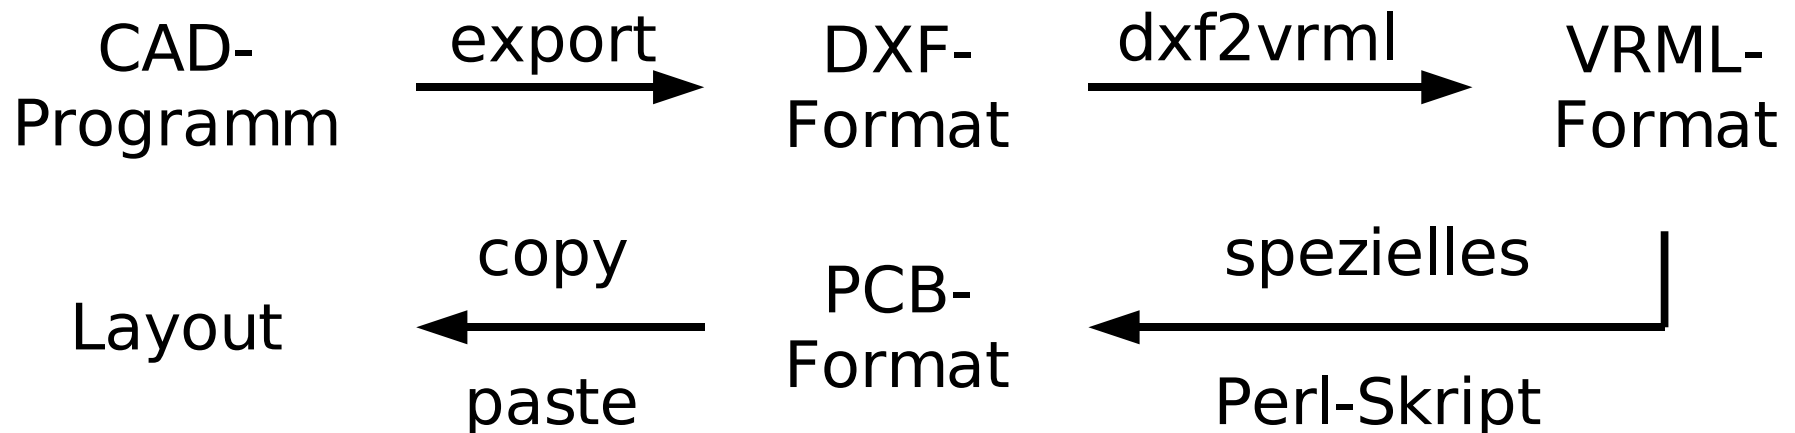 CAD-
Programm
export
DXF-
Format
dxf2vrml
VRML-
Format
spezielles
Perl-Skript
PCB-
Format
copy
paste
Layout